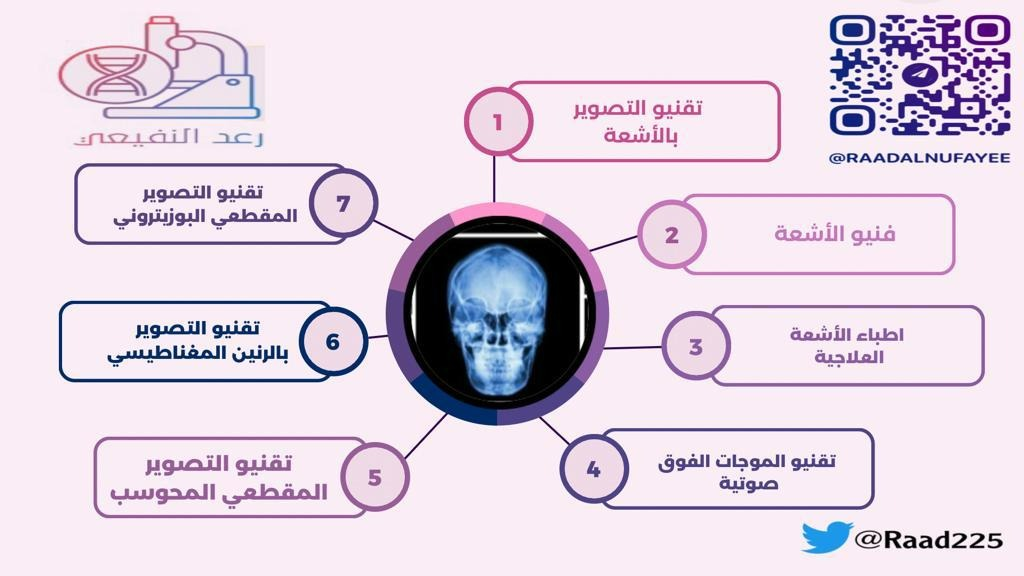 رعد النفيعي
@RAADALNUFAYEE
1
تقنيو التصوير
بالأشعة
2
فنيو الأشعة
3
اطباء الأشعة
العلاجية
4
تقنيو الموجات الفوق
صوتية
5
تقنيو التصوير
المقطعي المحوسب
6
تقنيو التصوير
بالرنين المغناطيسي
7
تقنيو التصوير
المقطعي البوزيتروني
@Raad225